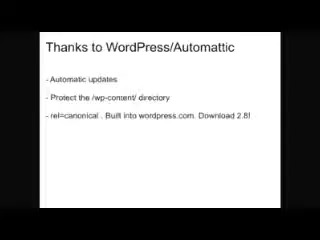 Thanks to WordPress/Automattic
- Automatic updates
- Protect the /wp-content/ directory
- rel=canonical . Built into wordpress.com. Download 2.8!